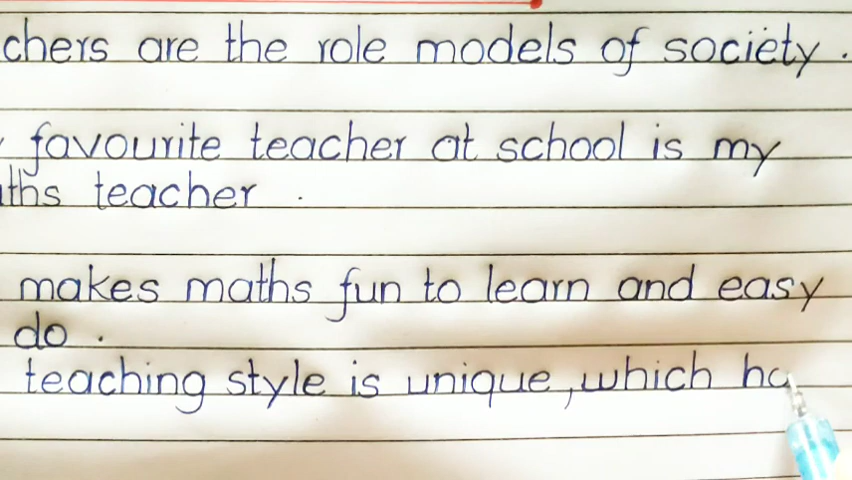 chers are the role models of society .
favourite teacher at school is my
ths teacher .
makes maths fun to learn and easy
do .
teaching style is unique, which ha